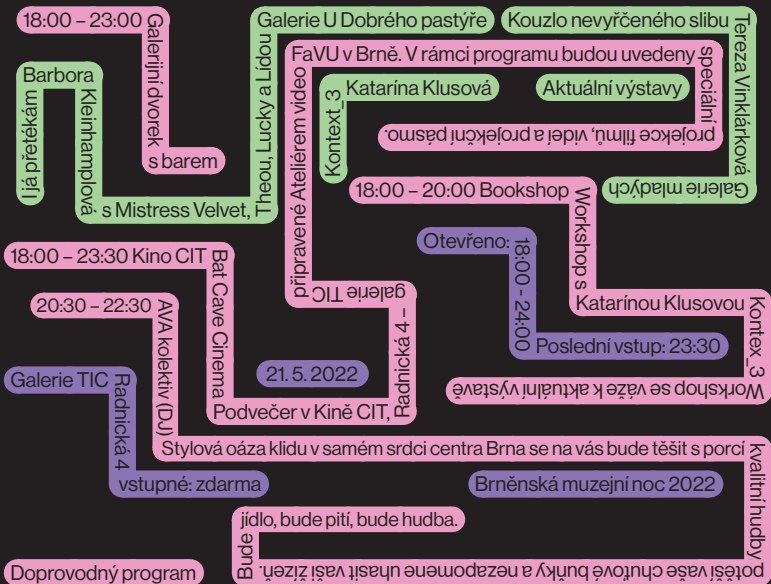 18:00 – 23:00
Galerijní dvorek
s barem
Galerie U Dobrého pastýře
I já přetékám
Barbora
Kleinhamplová
s Mistress Velvet,
Theou, Lucky a Lídou
Kouzlo nevyřčeného slibu
Tereza Vinklárková
Galerie mladých
Aktuální výstavy
Kontext_3
Katarína Klusová
18:00 – 20:00 Bookshop
Workshop s
Katarínou Klusovou
Kontex_3
Workshop se váže k aktuální výstavě
Otevřeno:
18:00 - 24:00
Poslední vstup: 23:30
18:00 – 23:30 Kino CIT
Bat Cave Cinema
Podvečer v Kině CIT,
Radnická 4 –
galerie TIC
připravené Ateliérem video
FaVU v Brně. V rámci programu budou uvedeny
speciální
projekce filmů, videí a projekční pásmo.
20:30 – 22:30
AVA kolektiv (DJ)
Stylová oáza klidu v samém srdci centra Brna se na vás bude těšit s porcí
kvalitní hudby
potěší vaše chuťové buňky a nezapomene uhasit vaši žízeň.
Bude
jídlo, bude pití, bude hudba.
21. 5. 2022
Galerie TIC
Radnická 4
vstupné: zdarma
Brněnská muzejní noc 2022
Doprovodný program